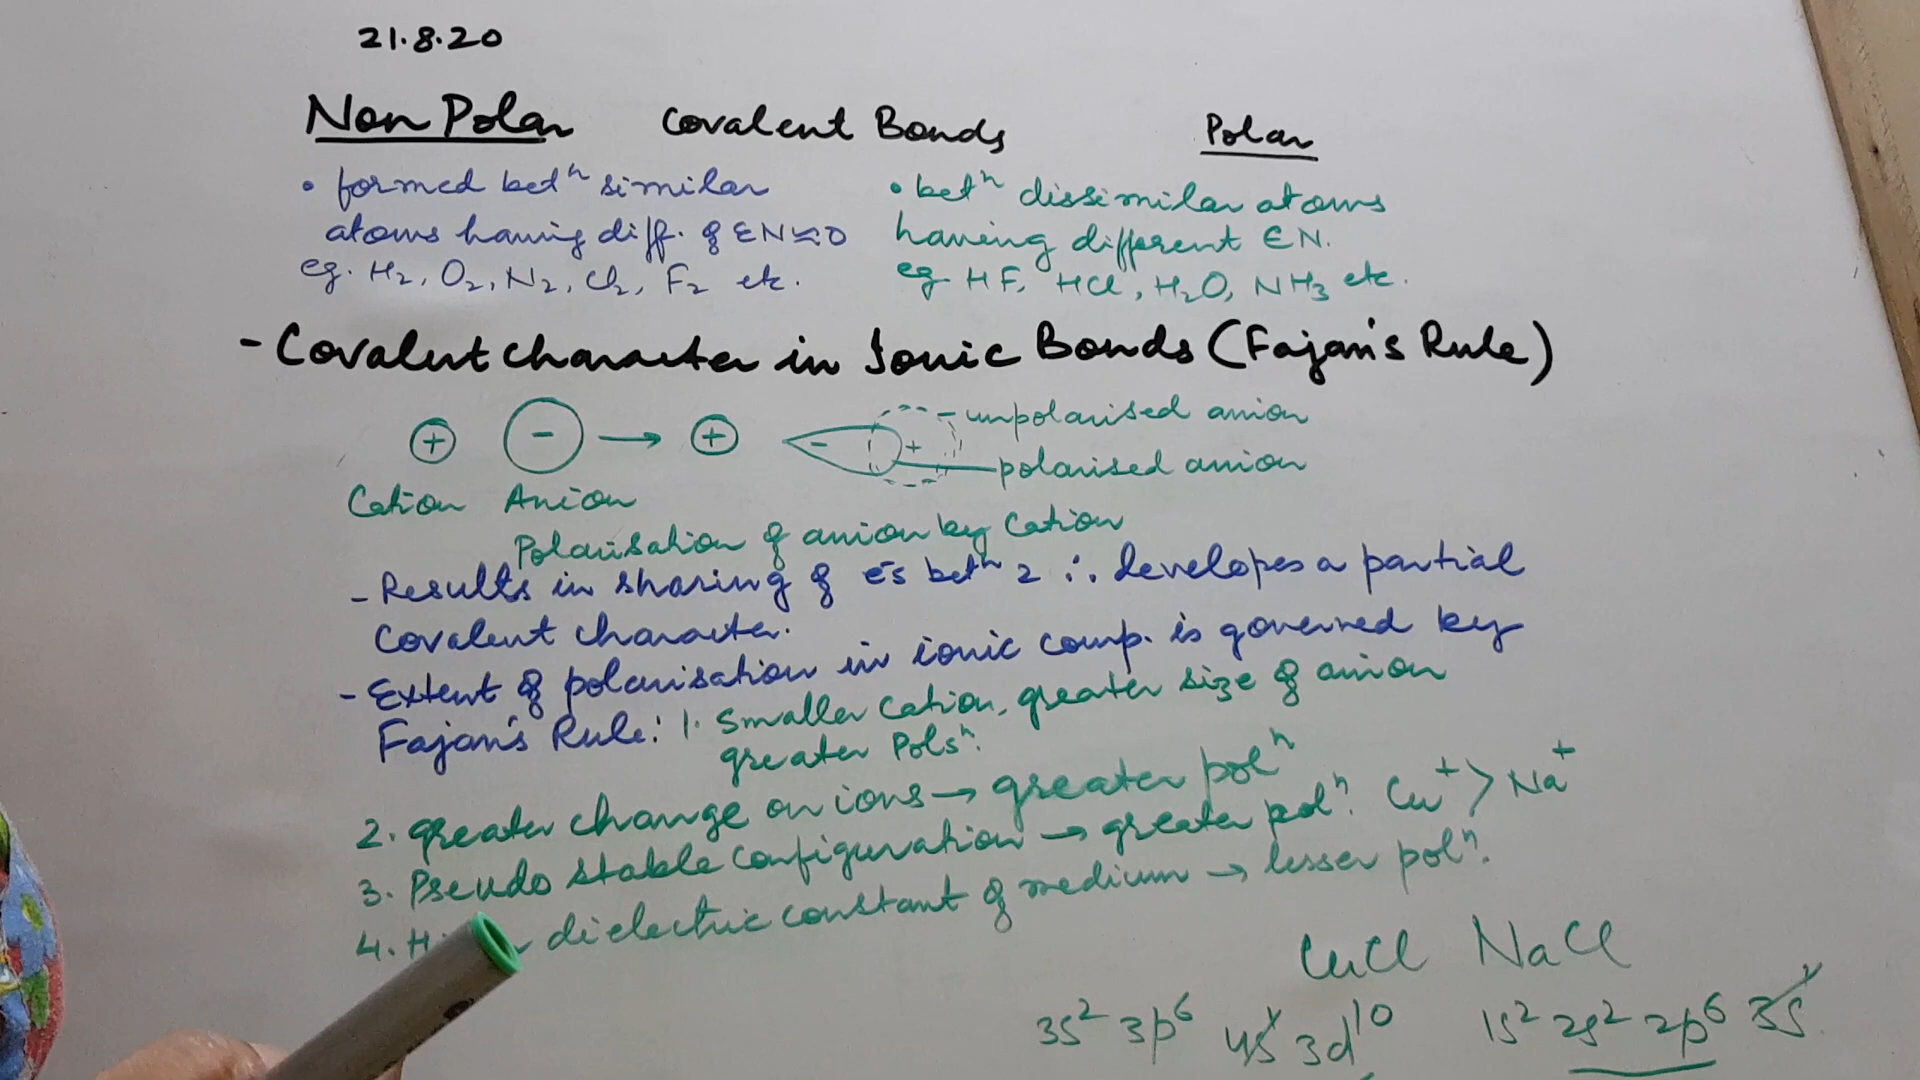 21.8.20
Non Polar Covalent Bonds Polar
• formed betⁿ similar
atoms having diff. of EN≈0
eg. H₂, O₂, N₂, Cl₂, F₂ etc.
• betⁿ dissimilar atoms
having different EN.
eg HF, HCl, H₂O, NH₃ etc.
- Covalent character in Ionic Bonds (Fajan's Rule)
+ - → + - + unpolarised anion
polarised anion
Cation Anion
Polarisation of anion by Cation
- Results in sharing of e⁻s betⁿ 2 ∴ developes a partial
covalent character.
- Extent of polarisation in ionic comp. is governed by
Fajan's Rule: 1. Smaller Cation, greater size of anion
greater Polsⁿ.
2. greater charge on ions → greater polⁿ
3. Pseudo stable configuration → greater polⁿ. Cu⁺ > Na⁺
4. dielectric constant of medium → lesser polⁿ.
CuCl NaCl
3s² 3p⁶ 4s¹ 3d¹⁰ 1s² 2s² 2p⁶ 3s¹